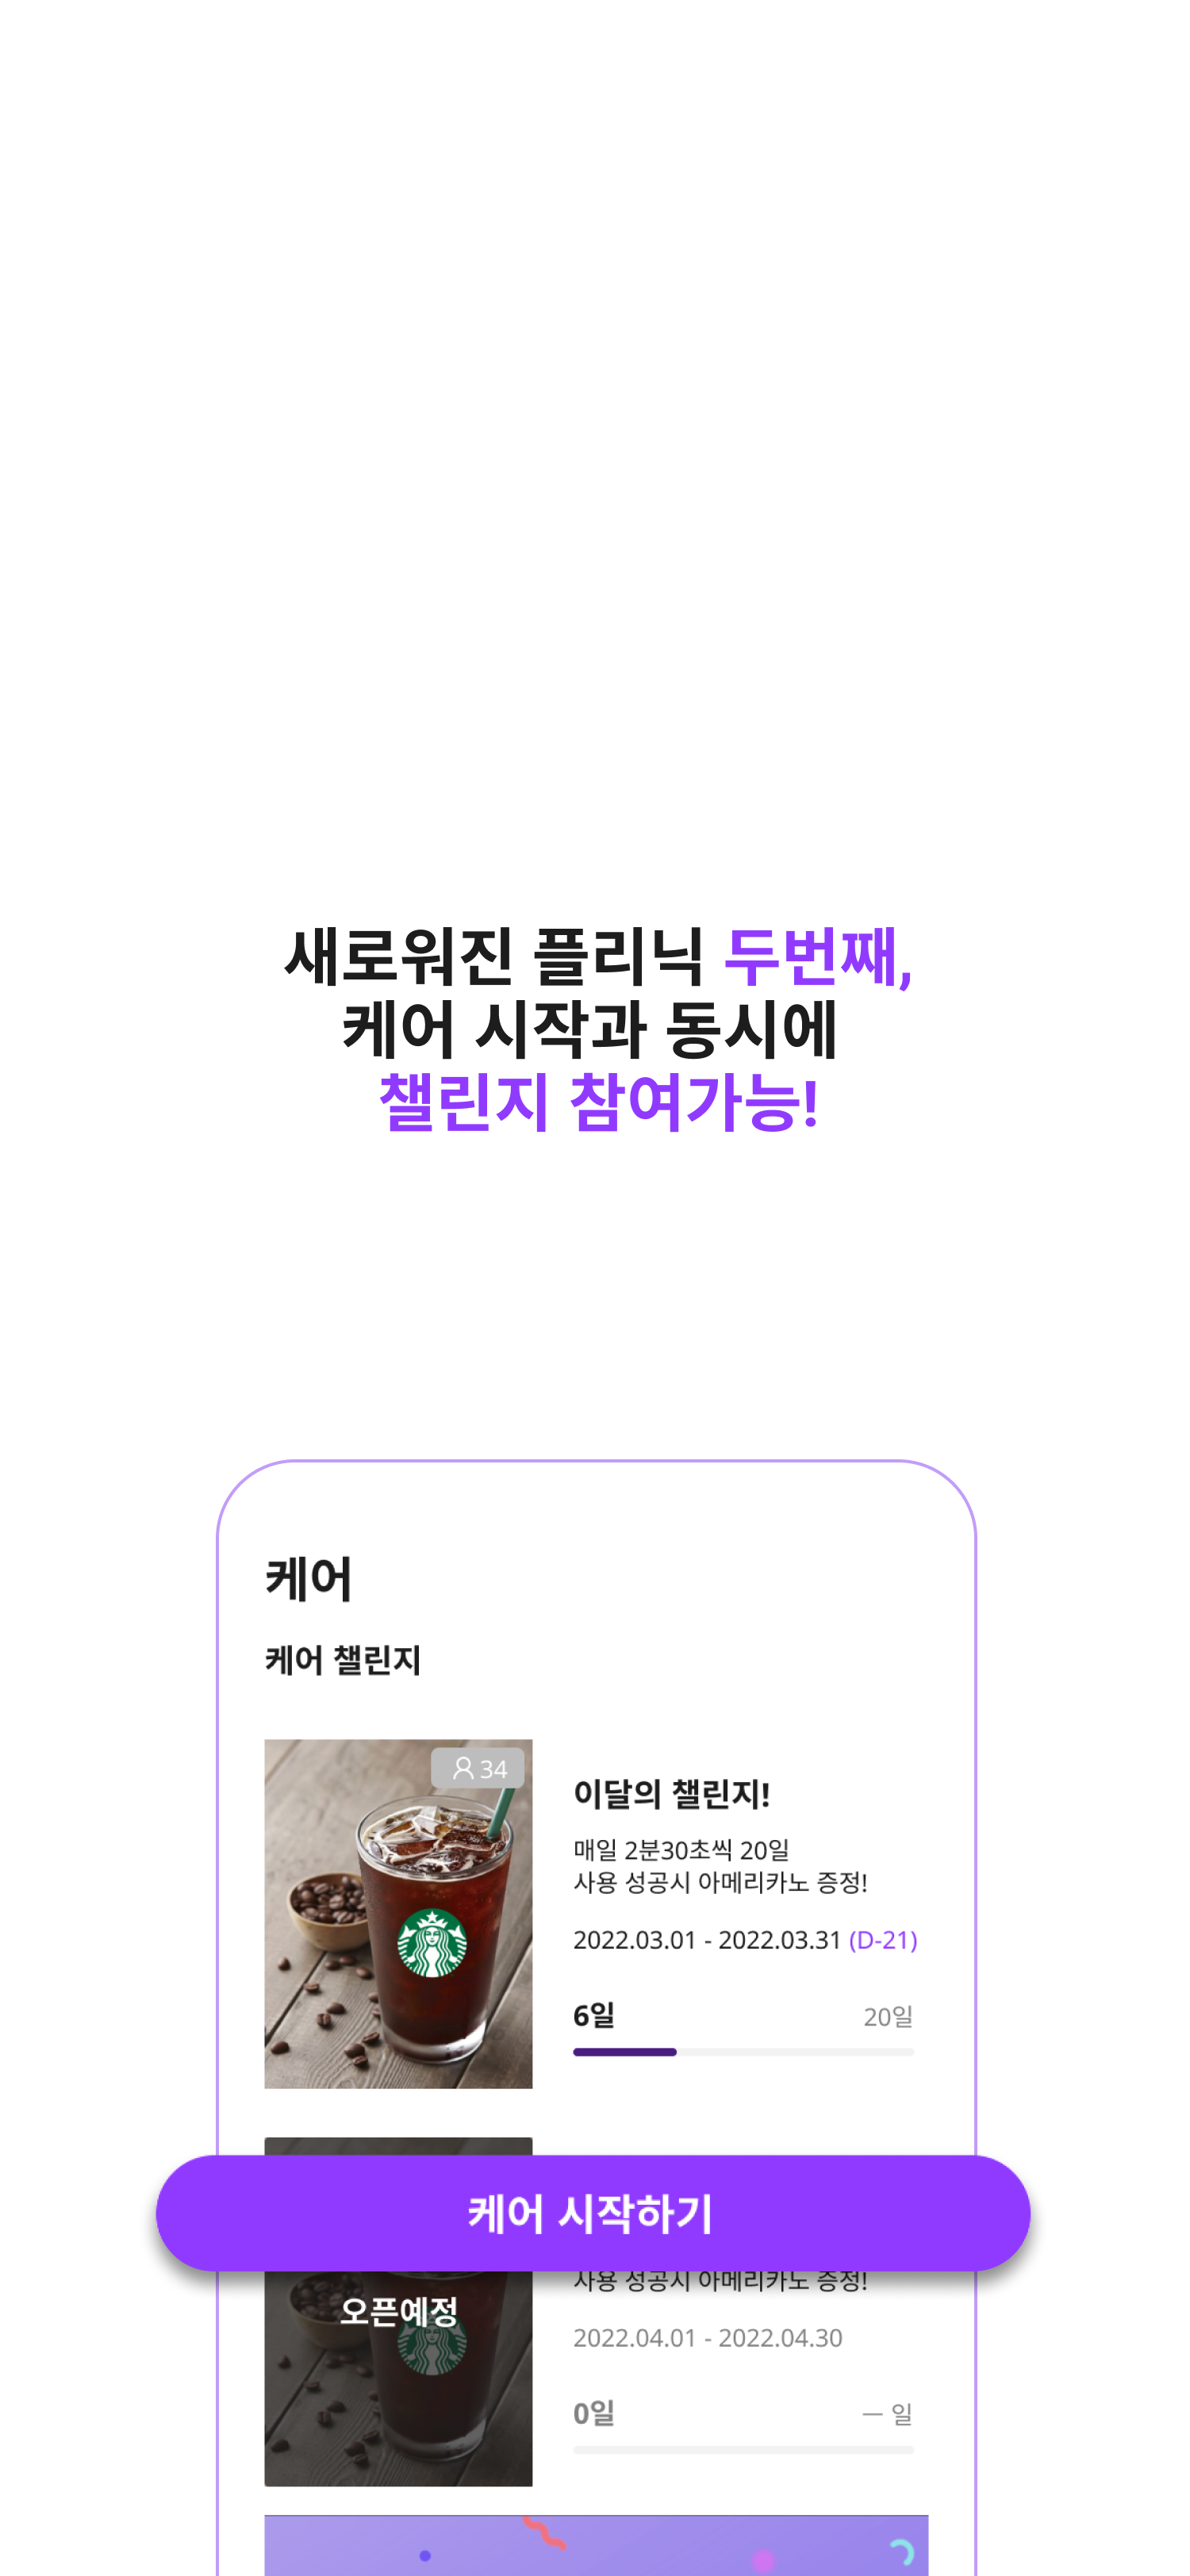 새로워진 플리닉 두번째,
케어 시작과 동시에
챌린지 참여가능!
케어
케어 챌린지
34
이달의 챌린지!
매일 2분30초씩 20일
사용 성공시 아메리카노 증정!
2022.03.01 - 2022.03.31 (D-21)
6일 20일
케어 시작하기
사용 성공시 아메리카노 증정!
오픈예정
2022.04.01 - 2022.04.30
0일 ㅡ 일